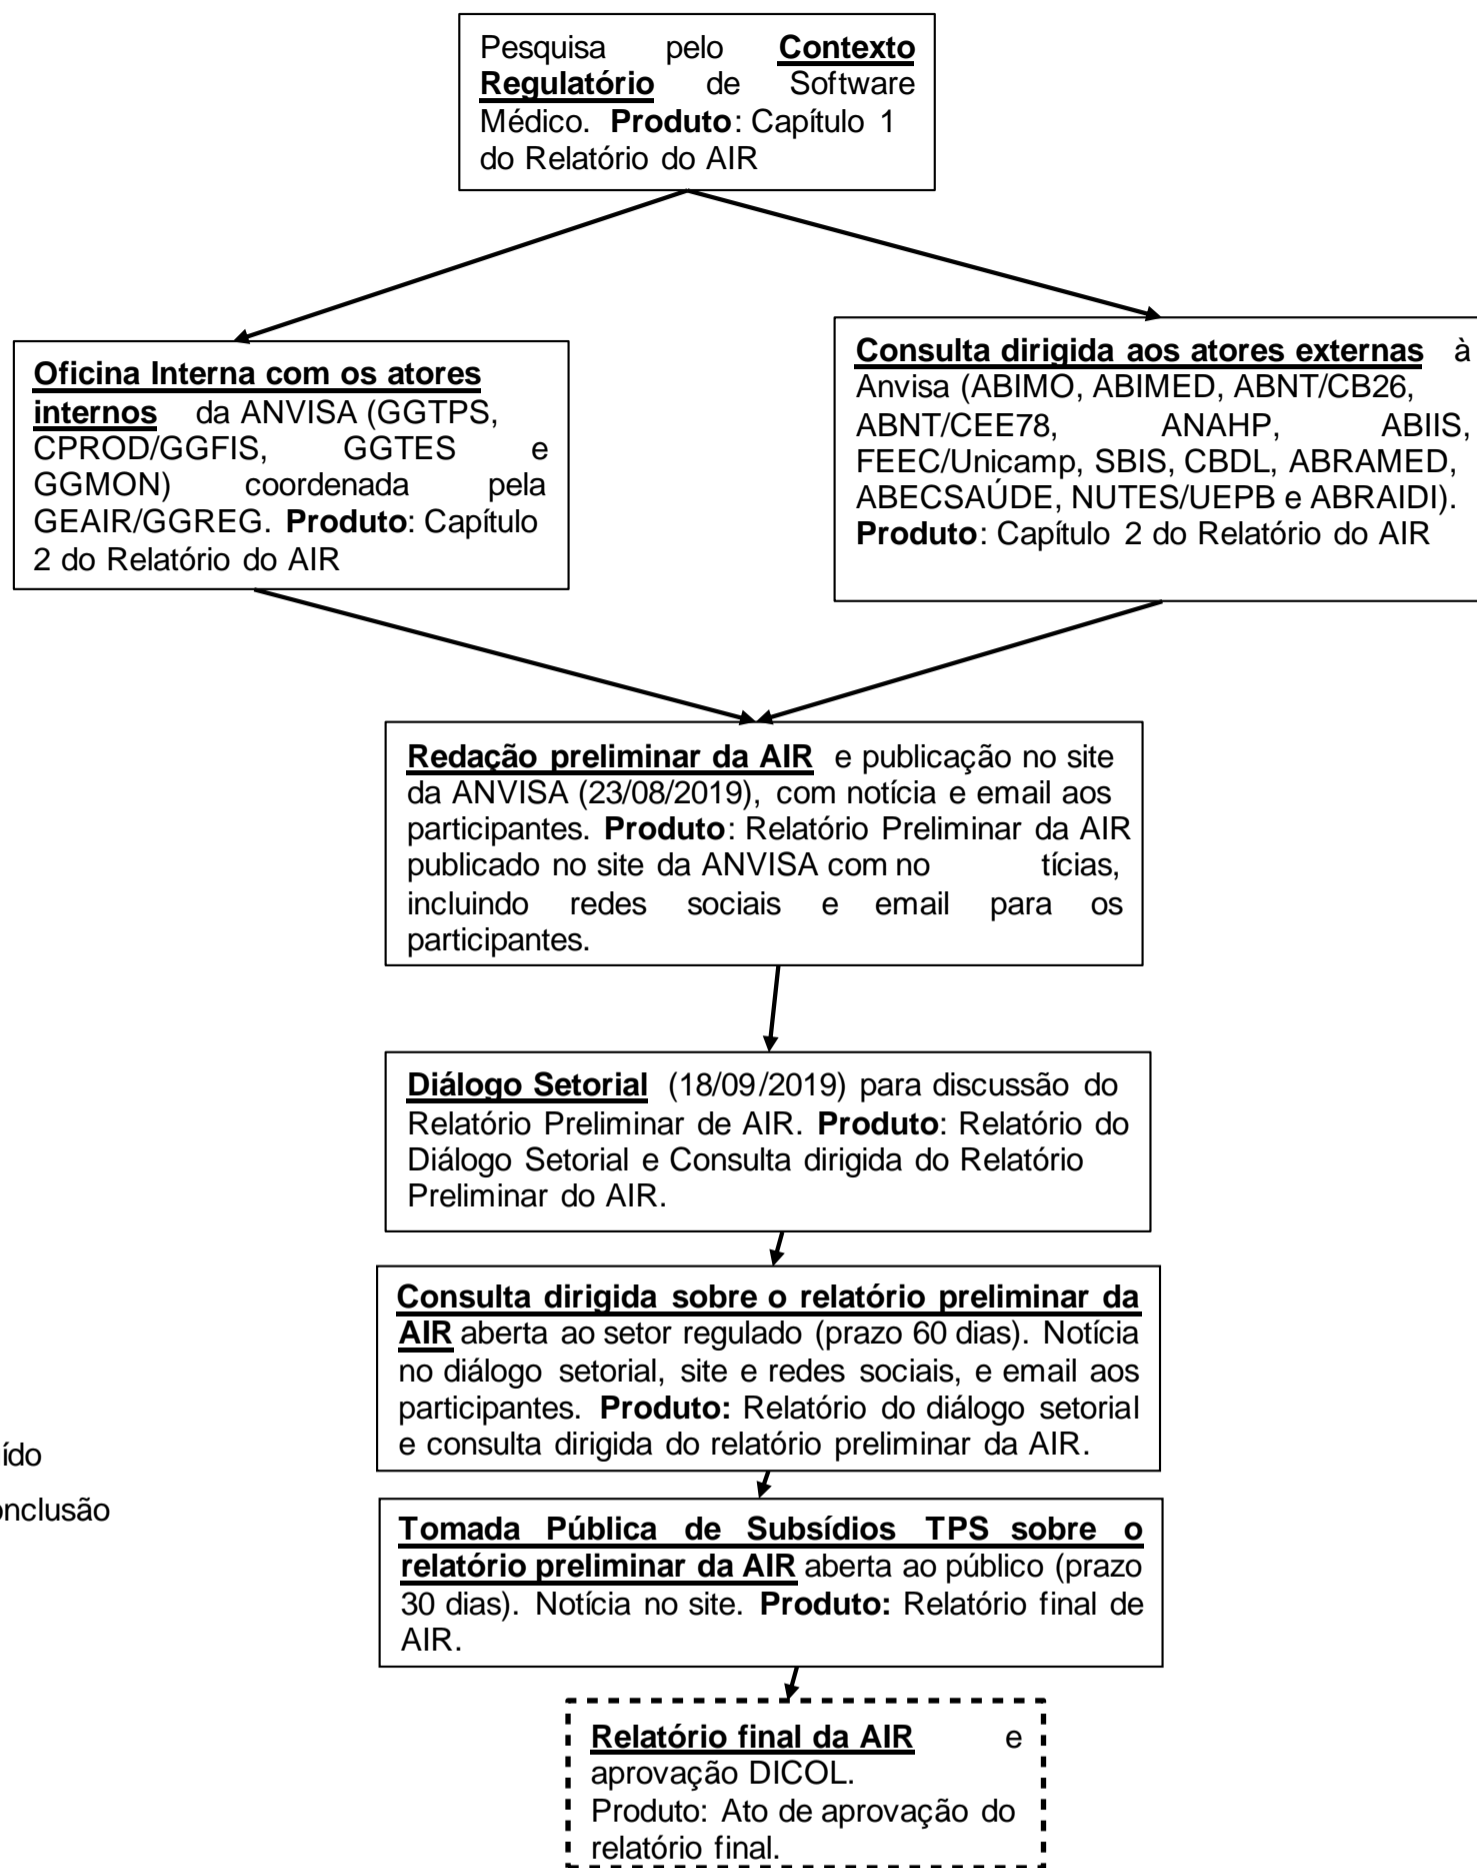 Pesquisa pelo Contexto
Regulatório de Software
Médico. Produto: Capítulo 1
do Relatório do AIR
Oficina Interna com os atores
internos da ANVISA (GGTPS,
CPROD/GGFIS, GGTES e
GGMON) coordenada pela
GEAIR/GGREG. Produto: Capítulo
2 do Relatório do AIR
Consulta dirigida aos atores externas à
Anvisa (ABIMO, ABIMED, ABNT/CB26,
ABNT/CEE78, ANAHP, ABIIS,
FEEC/Unicamp, SBIS, CBDL, ABRAMED,
ABECSAÚDE, NUTES/UEPB e ABRAIDI).
Produto: Capítulo 2 do Relatório do AIR
Redação preliminar da AIR e publicação no site
da ANVISA (23/08/2019), com notícia e email aos
participantes. Produto: Relatório Preliminar da AIR
publicado no site da ANVISA com no tícias,
incluindo redes sociais e email para os
participantes.
Diálogo Setorial (18/09/2019) para discussão do
Relatório Preliminar de AIR. Produto: Relatório do
Diálogo Setorial e Consulta dirigida do Relatório
Preliminar do AIR.
Consulta dirigida sobre o relatório preliminar da
AIR aberta ao setor regulado (prazo 60 dias). Notícia
no diálogo setorial, site e redes sociais, e email aos
participantes. Produto: Relatório do diálogo setorial
e consulta dirigida do relatório preliminar da AIR.
ído
onclusão
Tomada Pública de Subsídios TPS sobre o
relatório preliminar da AIR aberta ao público (prazo
30 dias). Notícia no site. Produto: Relatório final de
AIR.
Relatório final da AIR e
aprovação DICOL.
Produto: Ato de aprovação do
relatório final.